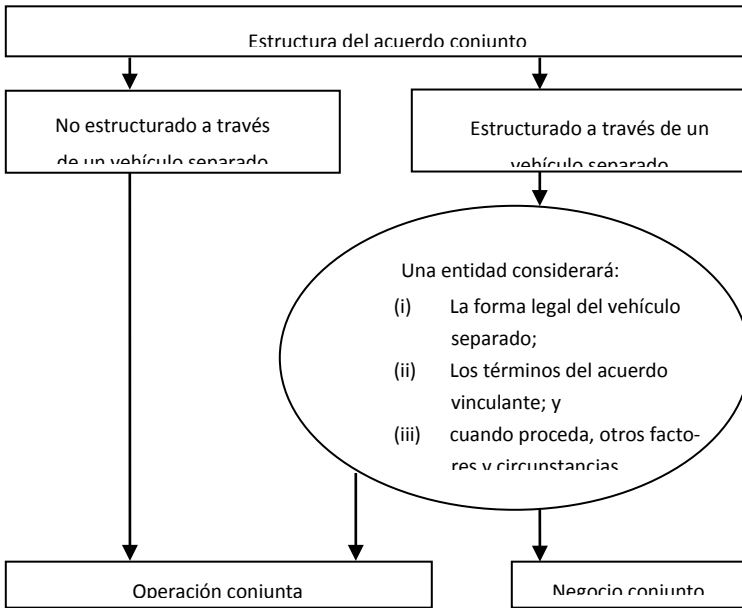 Estructura del acuerdo conjunto
No estructurado a través
de un vehículo separado
Estructurado a través de un
vehículo separado
Una entidad considerará:
(i) La forma legal del vehículo
separado;
(ii) Los términos del acuerdo
vinculante; y
(iii) cuando proceda, otros facto-
res y circunstancias
Operación conjunta
Negocio conjunto